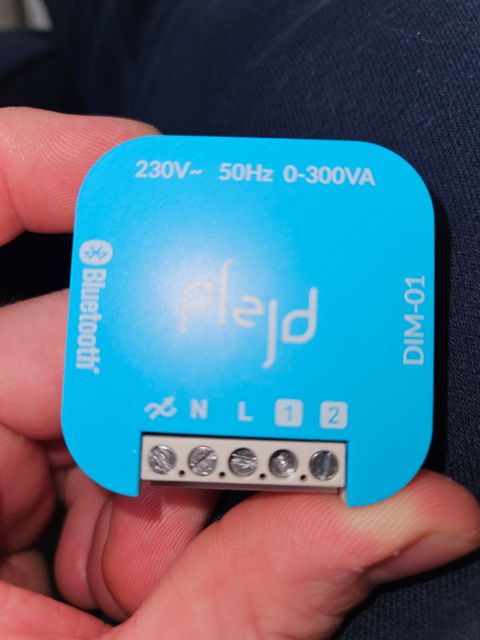 230V~ 50Hz 0-300VA
Bluetooth®
plejd
DIM-01
N L 1 2